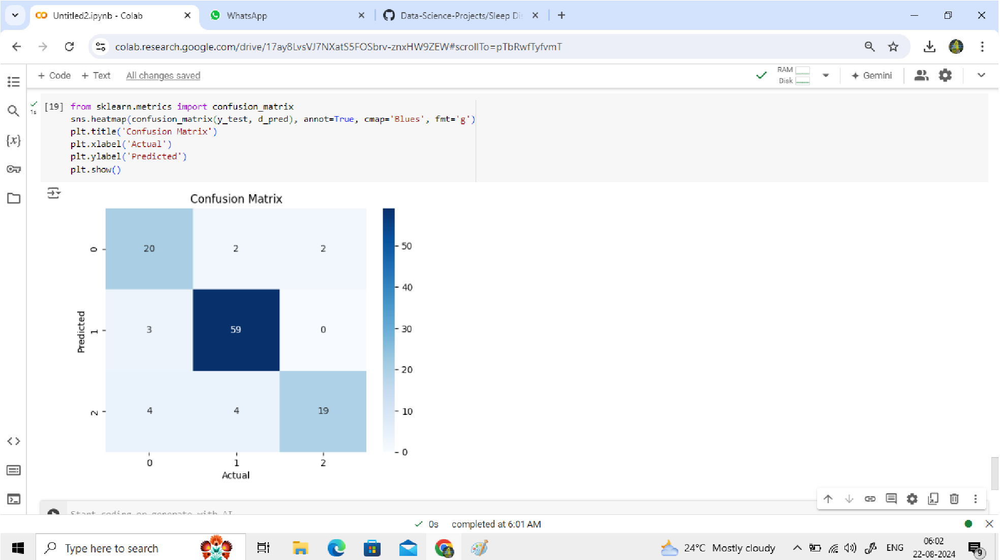 Untitled2.ipynb - Colab
WhatsApp
Data-Science-Projects/Sleep Di
colab.research.google.com/drive/17ay8LvsVJ7NXatS5FOSbrv-znxHW9ZEW#scrollTo=pTbRwfTyfvmT
+ Code + Text All changes saved
RAM
Disk
Gemini
1s
[19] from sklearn.metrics import confusion_matrix
sns.heatmap(confusion_matrix(y_test, d_pred), annot=True, cmap='Blues', fmt='g')
plt.title('Confusion Matrix')
plt.xlabel('Actual')
plt.ylabel('Predicted')
plt.show()
{x}
Confusion Matrix
0 20 2 2
1 3 59 0
2 4 4 19
Predicted
0 1 2
Actual
50
40
30
20
10
0
Start coding or generate with AI
0s completed at 6:01 AM
Type here to search
24°C Mostly cloudy
ENG
06:02
22-08-2024
9